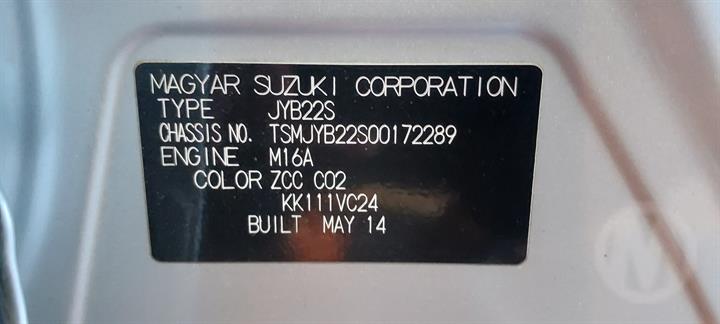 MAGYAR SUZUKI CORPORATION
TYPE JYB22S
CHASSIS NO. TSMJYB22S00172289
ENGINE M16A
COLOR ZCC C02
KK111VC24
BUILT MAY 14
M